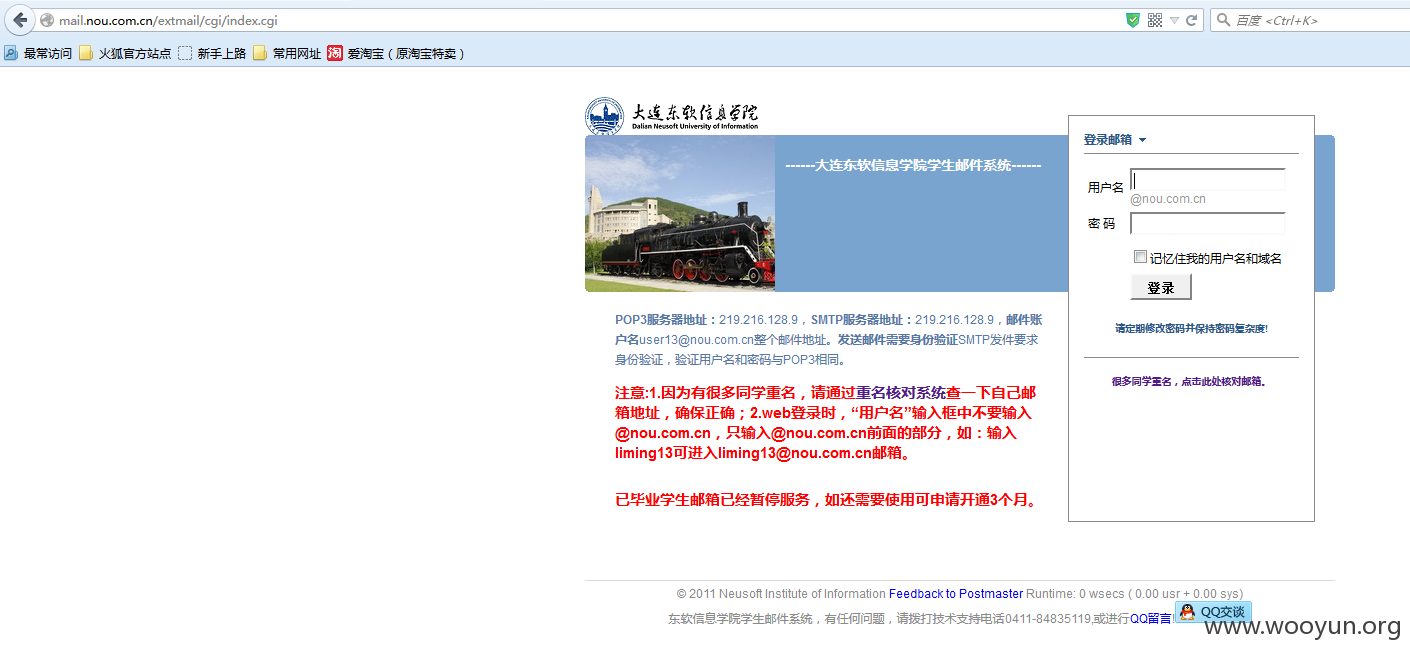 mail.nou.com.cn/extmail/cgi/index.cgi
百度 <Ctrl+K>
最常访问 火狐官方站点 新手上路 常用网址 淘 爱淘宝（原淘宝特卖）
大连东软信息学院
Dalian Neusoft University of Information
------大连东软信息学院学生邮件系统------
登录邮箱
用户名
@nou.com.cn
密 码
记忆住我的用户名和域名
登录
请定期修改密码并保持密码复杂度!
很多同学重名，点击此处核对邮箱。
POP3服务器地址：219.216.128.9，SMTP服务器地址：219.216.128.9，邮件账
户名user13@nou.com.cn整个邮件地址。发送邮件需要身份验证SMTP发件要求
身份验证，验证用户名和密码与POP3相同。
注意:1.因为有很多同学重名，请通过重名核对系统查一下自己邮
箱地址，确保正确；2.web登录时，“用户名”输入框中不要输入
@nou.com.cn，只输入@nou.com.cn前面的部分，如：输入
liming13可进入liming13@nou.com.cn邮箱。
已毕业学生邮箱已经暂停服务，如还需要使用可申请开通3个月。
© 2011 Neusoft Institute of Information Feedback to Postmaster Runtime: 0 wsecs ( 0.00 usr + 0.00 sys)
东软信息学院学生邮件系统，有任何问题，请拨打技术支持电话0411-84835119,或进行QQ留言! QQ交谈
www.wooyun.org